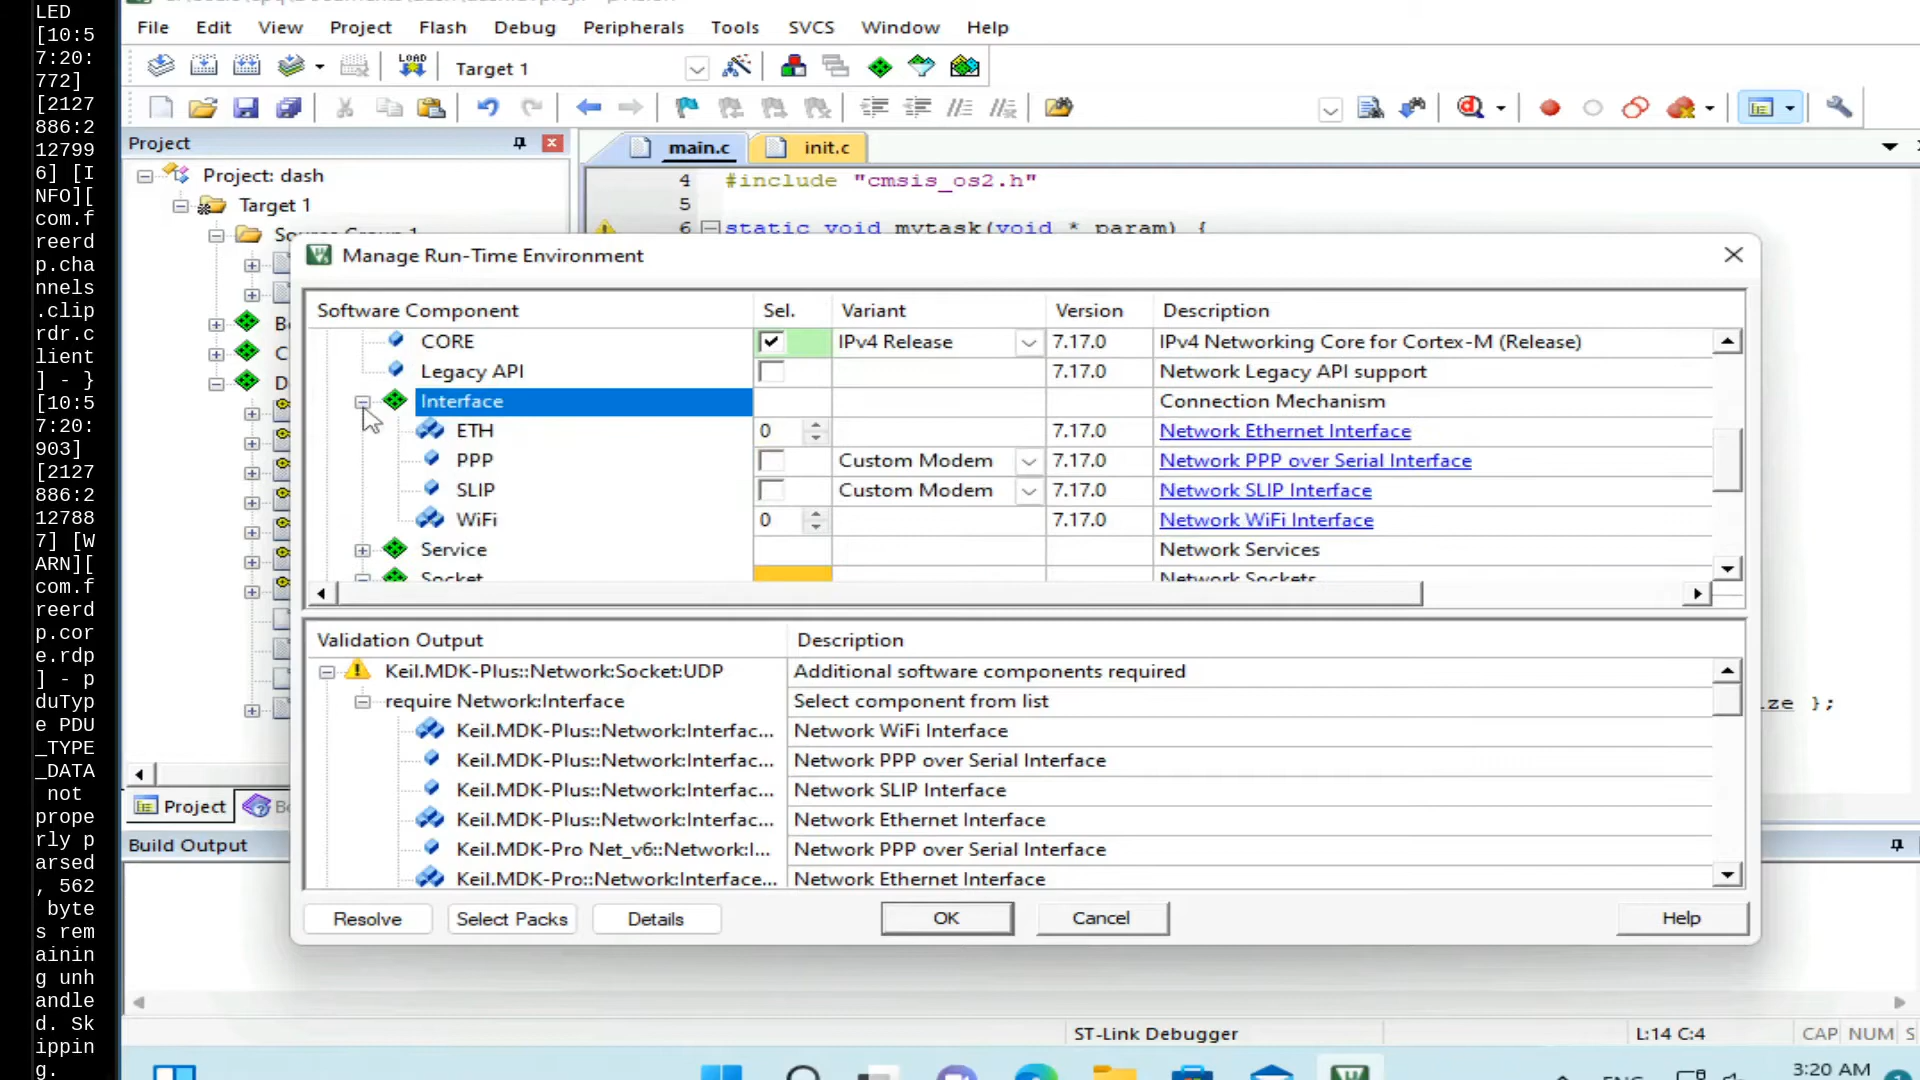 LED
[10:5
7:20:
772]
[2127
886:2
12799
6] [I
NFO][
com.f
reerd
p.cha
nnels
.clip
rdr.c
lient
] - }
[10:5
7:20:
903]
[2127
886:2
12788
7] [W
ARN][
com.f
reerd
p.cor
e.rdp
] - p
duTyp
e PDU
_TYPE
_DATA
not
prope
rly p
arsed
, 562
byte
s rem
ainin
g unh
andle
d. Sk
ippin
g.
File Edit View Project Flash Debug Peripherals Tools SVCS Window Help
LOAD Target 1
Project
main.c init.c
Project: dash
Target 1
4 #include "cmsis_os2.h"
5
6 static void mytask(void * param) {
Manage Run-Time Environment
Software Component Sel. Variant Version Description
CORE IPv4 Release 7.17.0 IPv4 Networking Core for Cortex-M (Release)
Legacy API 7.17.0 Network Legacy API support
Interface Connection Mechanism
ETH 0 7.17.0 Network Ethernet Interface
PPP Custom Modem 7.17.0 Network PPP over Serial Interface
SLIP Custom Modem 7.17.0 Network SLIP Interface
WiFi 0 7.17.0 Network WiFi Interface
Service Network Services
Socket Network Sockets
Validation Output Description
Keil.MDK-Plus::Network:Socket:UDP Additional software components required
require Network:Interface Select component from list
Keil.MDK-Plus::Network:Interfac... Network WiFi Interface
Keil.MDK-Plus::Network:Interfac... Network PPP over Serial Interface
Keil.MDK-Plus::Network:Interfac... Network SLIP Interface
Keil.MDK-Plus::Network:Interfac... Network Ethernet Interface
Keil.MDK-Pro Net_v6::Network:I... Network PPP over Serial Interface
Keil.MDK-Pro::Network:Interface... Network Ethernet Interface
Resolve Select Packs Details OK Cancel Help
ize };
Project
Build Output
ST-Link Debugger L:14 C:4 CAP NUM
3:20 AM